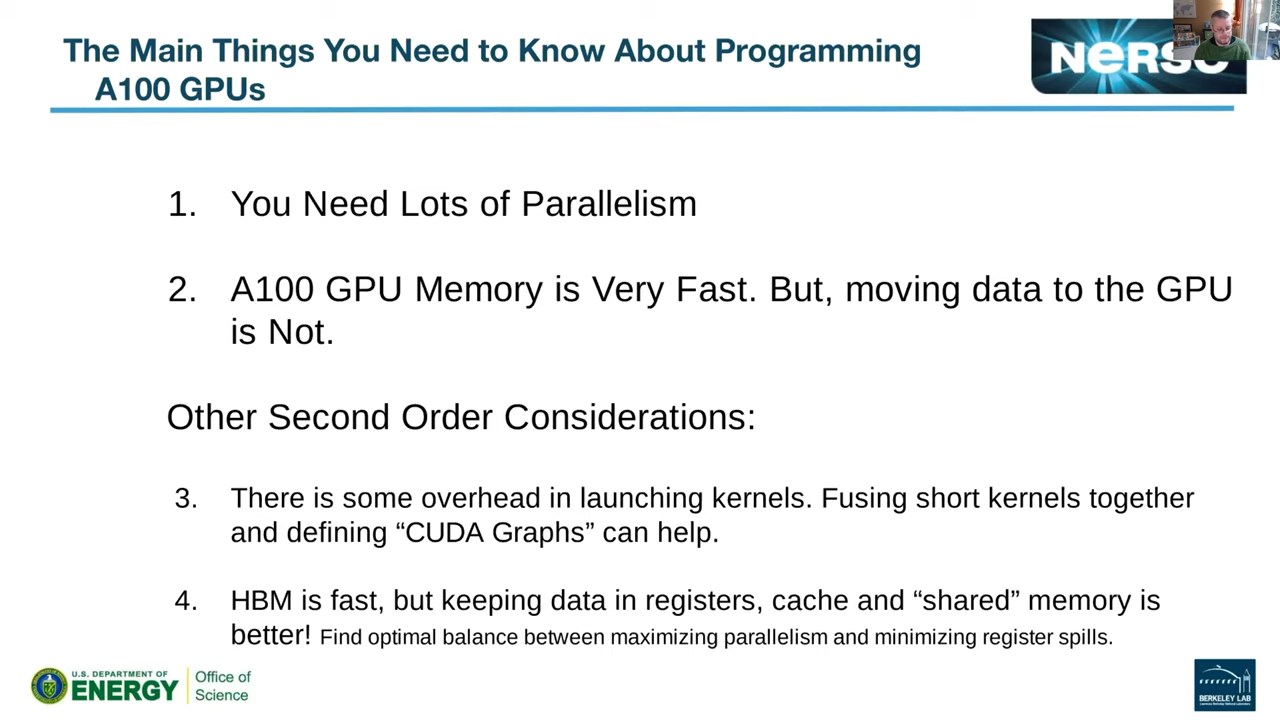 The Main Things You Need to Know About Programming
A100 GPUs
NERSC
1. You Need Lots of Parallelism
2. A100 GPU Memory is Very Fast. But, moving data to the GPU
is Not.
Other Second Order Considerations:
3. There is some overhead in launching kernels. Fusing short kernels together
and defining “CUDA Graphs” can help.
4. HBM is fast, but keeping data in registers, cache and “shared” memory is
better! Find optimal balance between maximizing parallelism and minimizing register spills.
U.S. DEPARTMENT OF
ENERGY
Office of
Science
BERKELEY LAB